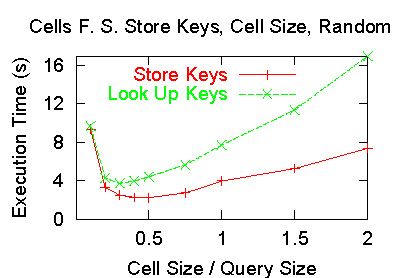 Cells F. S. Store Keys, Cell Size, Random
Execution Time (s)
16
12
8
4
0
Store Keys
Look Up Keys
0.5 1 1.5 2
Cell Size / Query Size